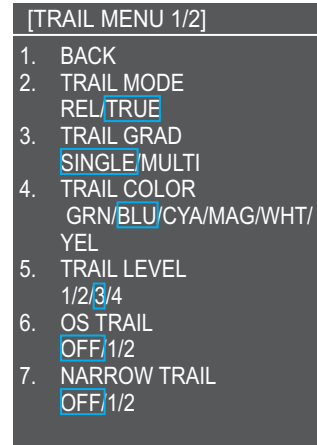 [TRAIL MENU 1/2]
1. BACK
2. TRAIL MODE
REL/TRUE
3. TRAIL GRAD
SINGLE/MULTI
4. TRAIL COLOR
GRN/BLU/CYA/MAG/WHT/
YEL
5. TRAIL LEVEL
1/2/3/4
6. OS TRAIL
OFF/1/2
7. NARROW TRAIL
OFF/1/2